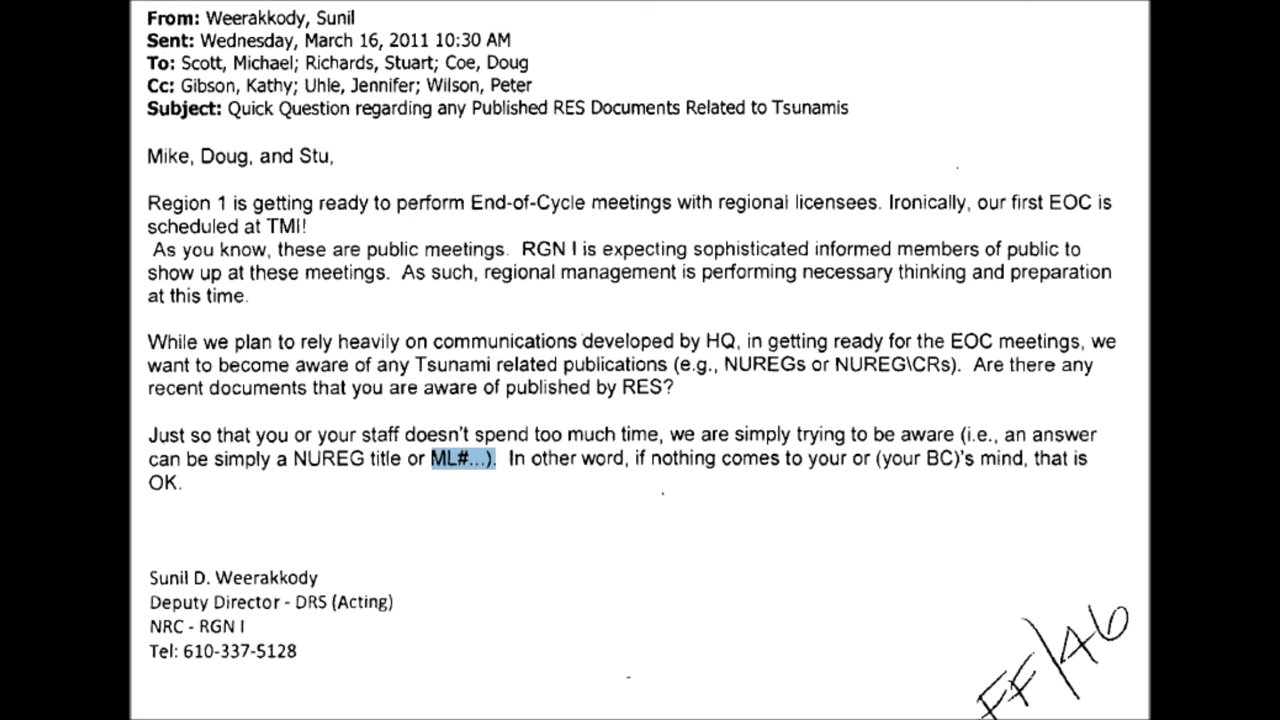 From: Weerakkody, Sunil
Sent: Wednesday, March 16, 2011 10:30 AM
To: Scott, Michael; Richards, Stuart; Coe, Doug
Cc: Gibson, Kathy; Uhle, Jennifer; Wilson, Peter
Subject: Quick Question regarding any Published RES Documents Related to Tsunamis
Mike, Doug, and Stu,
Region 1 is getting ready to perform End-of-Cycle meetings with regional licensees. Ironically, our first EOC is
scheduled at TMI!
As you know, these are public meetings. RGN I is expecting sophisticated informed members of public to
show up at these meetings. As such, regional management is performing necessary thinking and preparation
at this time.
While we plan to rely heavily on communications developed by HQ, in getting ready for the EOC meetings, we
want to become aware of any Tsunami related publications (e.g., NUREGs or NUREG\CRs). Are there any
recent documents that you are aware of published by RES?
Just so that you or your staff doesn't spend too much time, we are simply trying to be aware (i.e., an answer
can be simply a NUREG title or ML#...). In other word, if nothing comes to your or (your BC)'s mind, that is
OK.
Sunil D. Weerakkody
Deputy Director - DRS (Acting)
NRC - RGN I
Tel: 610-337-5128
FF/46